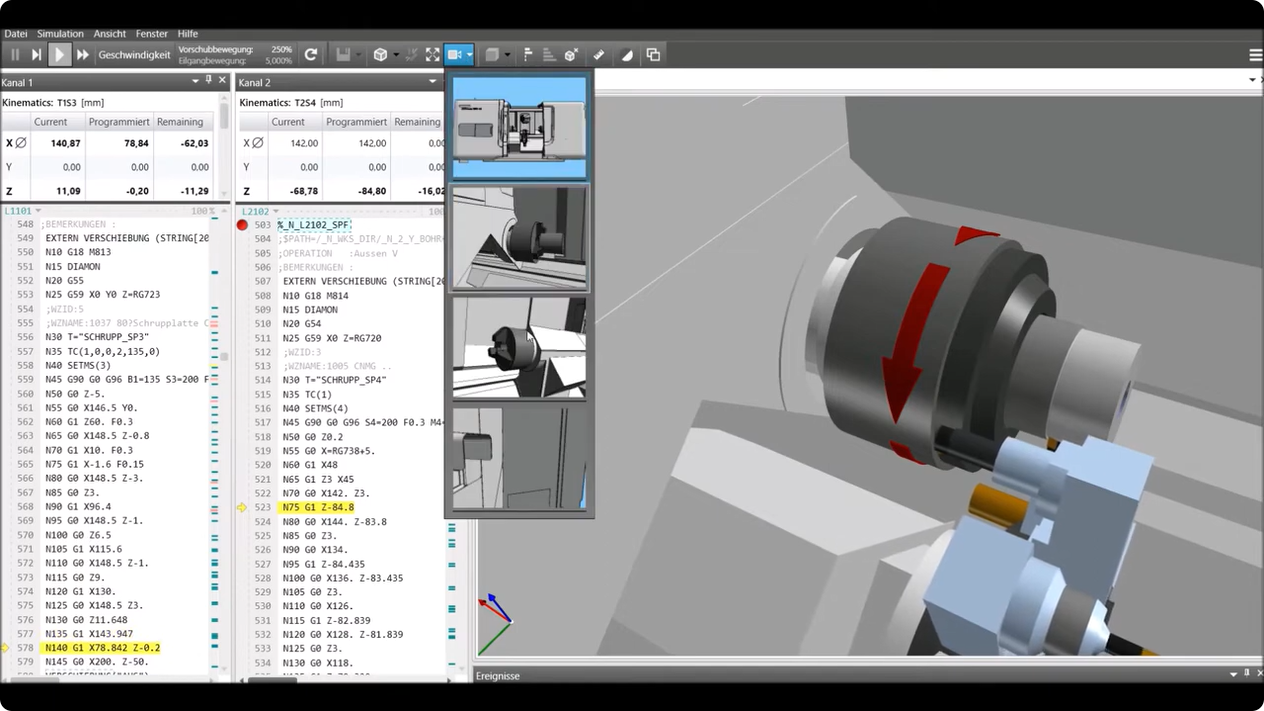 Datei Simulation Ansicht Fenster Hilfe
Geschwindigkeit Vorschubbewegung: 250%
Eilgangbewegung: 5,000%
Kanal 1
Kinematics: T1S3 [mm]
Current Programmiert Remaining
X 140,87 78,84 -62,03
Y 0,00 0,00 0,00
Z 11,09 -0,20 -11,29
L1101 100%
548 ;BEMERKUNGEN :
549 EXTERN VERSCHIEBUNG (STRING[20
550 N10 G18 M813
551 N15 DIAMON
552 N20 G55
553 N25 G59 X0 Y0 Z=RG723
554 ;WZID:5
555 ;WZNAME:1037 80?Schrupplatte C
556 N30 T="SCHRUPP_SP3"
557 N35 TC(1,0,0,2,135,0)
558 N40 SETMS(3)
559 N45 G90 G0 G96 B1=135 S3=200 F
560 N50 G0 Z-5.
561 N55 G0 X146.5 Y0.
562 N60 G1 Z60. F0.3
563 N65 G0 X148.5 Z-0.8
564 N70 G1 X10. F0.3
565 N75 G1 X-1.6 F0.15
566 N80 G0 X148.5 Z-3.
567 N85 G0 Z3.
568 N90 G1 X96.4
569 N95 G0 X148.5 Z-1.
570 N100 G0 Z6.5
571 N105 G1 X115.6
572 N110 G0 X148.5 Z-1.
573 N115 G0 Z9.
574 N120 G1 X130.
575 N125 G0 X148.5 Z3.
576 N130 G0 Z11.648
577 N135 G1 X143.947
578 N140 G1 X78.842 Z-0.2
579 N145 G0 X200. Z-50.
Kanal 2
Kinematics: T2S4 [mm]
Current Programmiert Remaining
X 142.00 142.00 0.00
Y 0.00 0.00 0.00
Z -68,78 -84,80 -16,02
L2102 100
503 %_N_L2102_SPF
504 ;$PATH=/_N_WKS_DIR/_N_2_Y_BOHR
505 ;OPERATION :Aussen V
506 ;BEMERKUNGEN :
507 EXTERN VERSCHIEBUNG (STRING[20
508 N10 G18 M814
509 N15 DIAMON
510 N20 G54
511 N25 G59 X0 Z=RG720
512 ;WZID:3
513 ;WZNAME:1005 CNMG ..
514 N30 T="SCHRUPP_SP4"
515 N35 TC(1)
516 N40 SETMS(4)
517 N45 G90 G0 G96 S4=200 F0.3 M4=
518 N50 G0 Z0.2
519 N55 G0 X=RG738+5.
520 N60 G1 X48
521 N65 G1 Z3 X45
522 N70 G0 X142. Z3.
523 N75 G1 Z-84.8
524 N80 G0 X144. Z-83.8
525 N85 G0 Z3.
526 N90 G0 X134.
527 N95 G1 Z-84.435
528 N100 G0 X136. Z-83.435
529 N105 G0 Z3.
530 N110 G0 X126.
531 N115 G1 Z-82.839
532 N120 G0 X128. Z-81.839
533 N125 G0 Z3.
534 N130 G0 X118.
Ereignisse